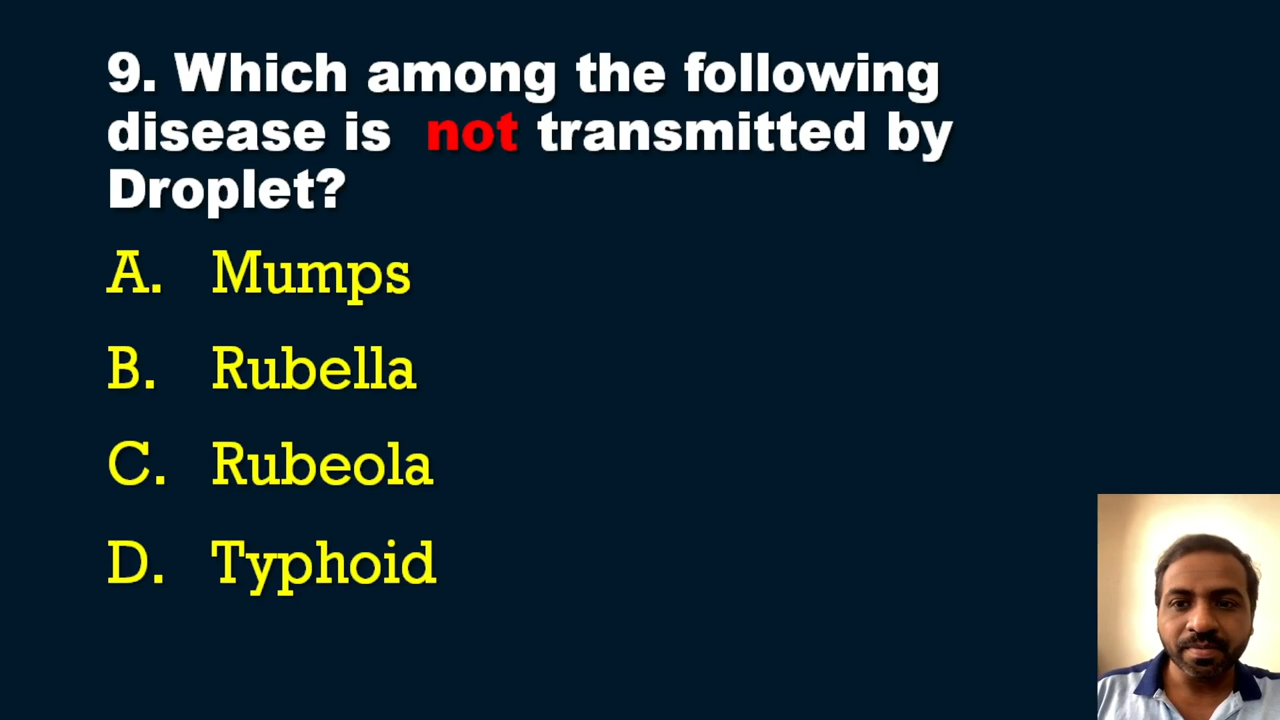 9. Which among the following
disease is not transmitted by
Droplet?
A. Mumps
B. Rubella
C. Rubeola
D. Typhoid